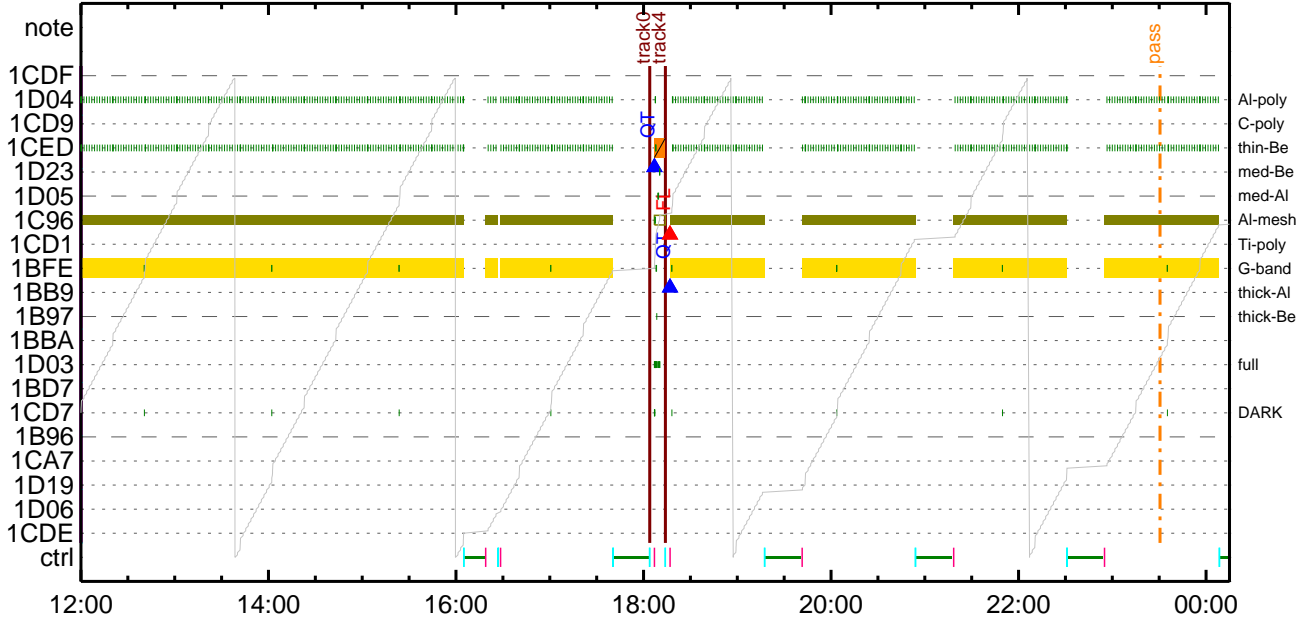 note
track0
track4
pass
1CDF
1D04 Al-poly
1CD9 C-poly
QT
1CED thin-Be
1D23 med-Be
1D05 med-Al
FL
1C96 Al-mesh
1CD1 Ti-poly
QT
1BFE G-band
1BB9 thick-Al
1B97 thick-Be
1BBA
1D03 full
1BD7
1CD7 DARK
1B96
1CA7
1D19
1D06
1CDE
ctrl
12:00 14:00 16:00 18:00 20:00 22:00 00:00